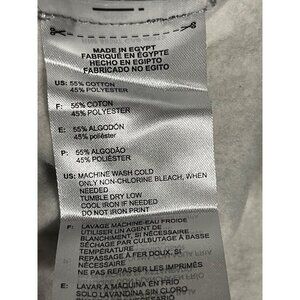 MADE IN EGYPT
FABRIQUÉ EN ÉGYPTE
HECHO EN EGIPTO
FABRICADO NO EGITO
US: 55% COTTON
45% POLYESTER
F: 55% COTON
45% POLYESTER
E: 55% ALGODÓN
45% poliéster
P: 55% ALGODÃO
45% POLIÉSTER
US: MACHINE WASH COLD
ONLY NON-CHLORINE BLEACH, WHEN
NEEDED
TUMBLE DRY LOW
COOL IRON IF NEEDED
DO NOT IRON PRINT
F: LAVAGE MACHINE-EAU FROIDE
UTILISER UN AGENT DE
BLANCHIMENT, SI NÉCESSAIRE
SÉCHAGE PAR CULBUTAGE À BASSE
TEMPÉRATURE
REPASSAGE À FER DOUX, SI
NÉCESSAIRE
NE PAS REPASSER LES IMPRIMÉS
E: LAVAR A MÁQUINA EN FRIO
SOLO LAVANDINA SIN CLORO